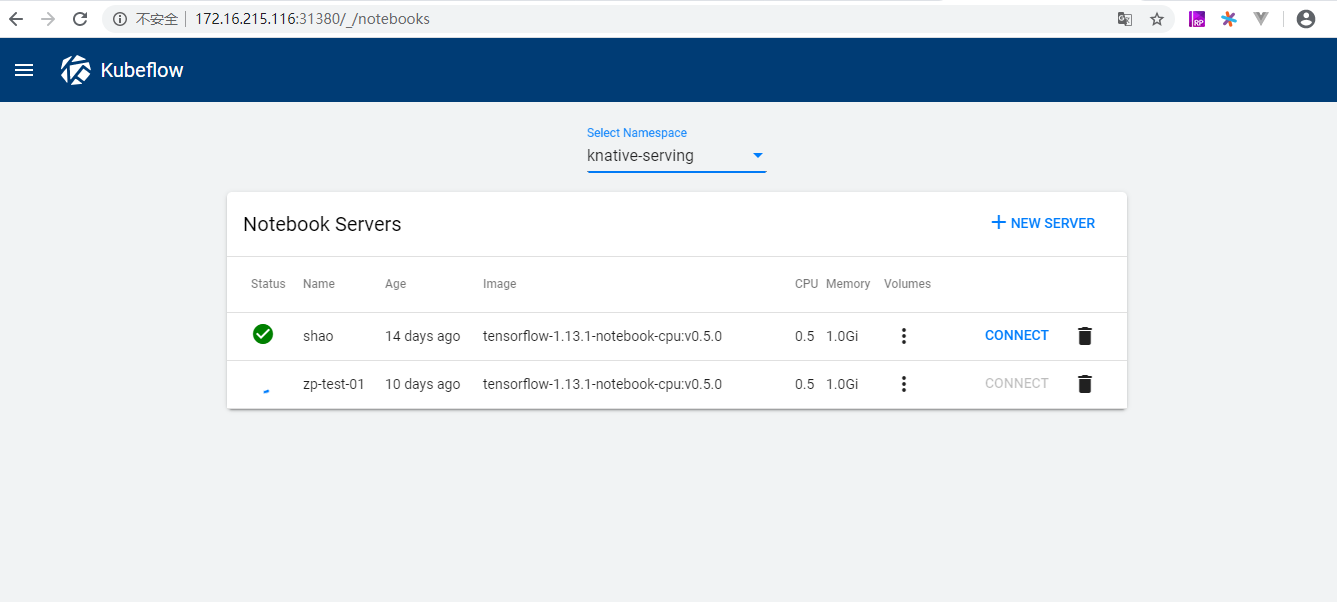 不安全 172.16.215.116:31380/_/notebooks RP
Kubeflow
Select Namespace
knative-serving
Notebook Servers NEW SERVER
Status Name Age Image CPU Memory Volumes
shao 14 days ago tensorflow-1.13.1-notebook-cpu:v0.5.0 0.5 1.0Gi CONNECT
zp-test-01 10 days ago tensorflow-1.13.1-notebook-cpu:v0.5.0 0.5 1.0Gi CONNECT